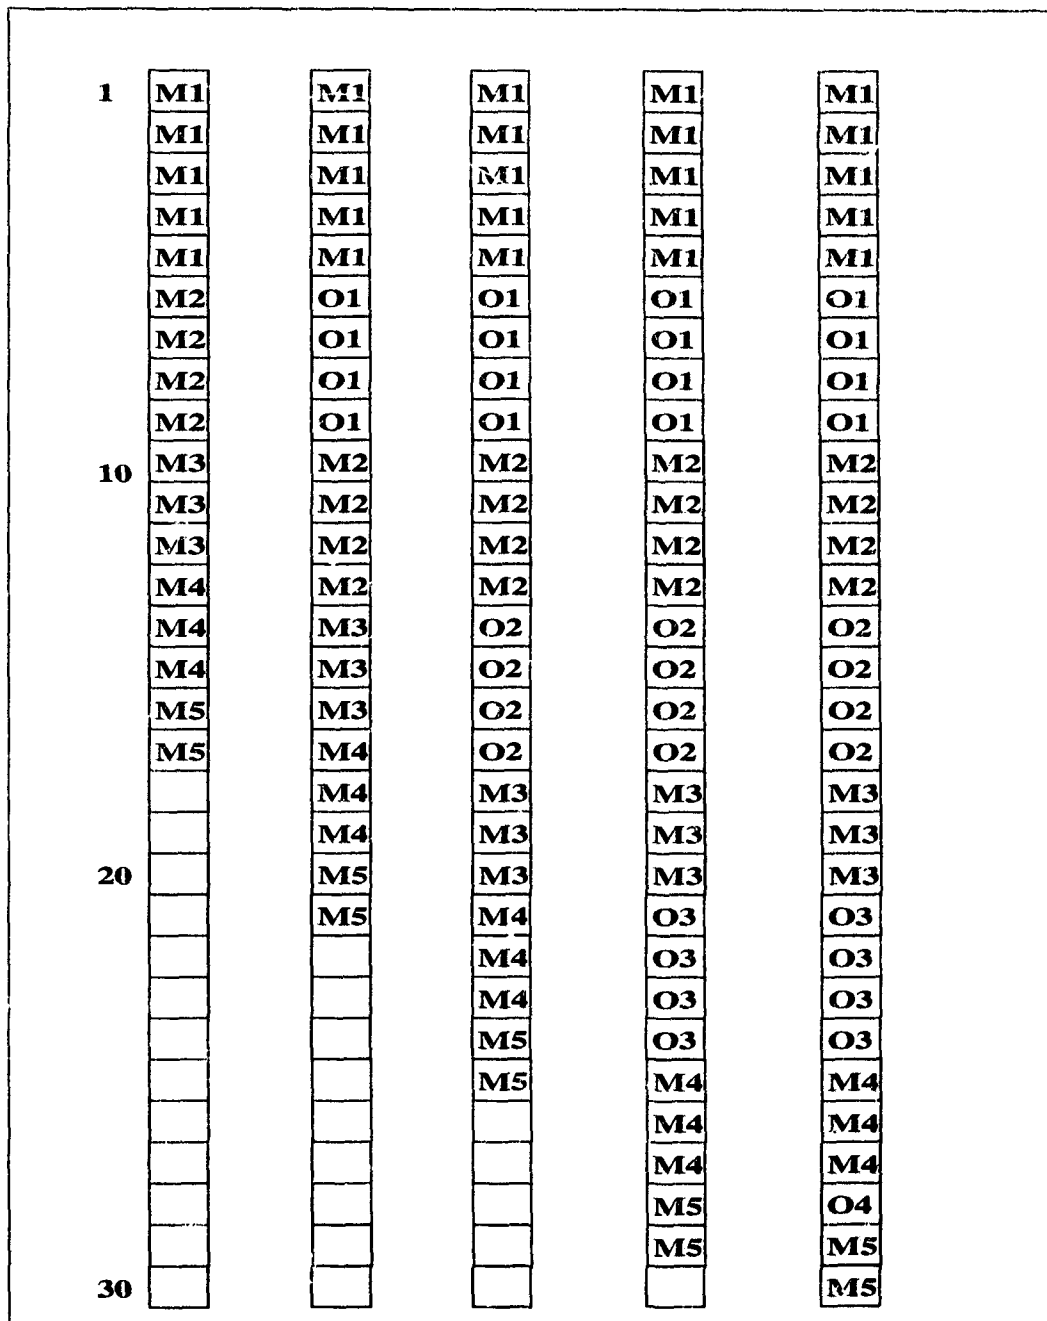 1 M1 M1 M1 M1 M1
M1 M1 M1 M1 M1
M1 M1 M1 M1 M1
M1 M1 M1 M1 M1
M1 M1 M1 M1 M1
M2 O1 O1 O1 O1
M2 O1 O1 O1 O1
M2 O1 O1 O1 O1
M2 O1 O1 O1 O1
10 M3 M2 M2 M2 M2
M3 M2 M2 M2 M2
M3 M2 M2 M2 M2
M4 M2 M2 M2 M2
M4 M3 O2 O2 O2
M4 M3 O2 O2 O2
M5 M3 O2 O2 O2
M5 M4 O2 O2 O2
M4 M3 M3 M3
M4 M3 M3 M3
20 M5 M3 M3 M3
M5 M4 O3 O3
M4 O3 O3
M4 O3 O3
M5 O3 O3
M5 M4 M4
M4 M4
M4 M4
M5 O4
M5 M5
30 M5